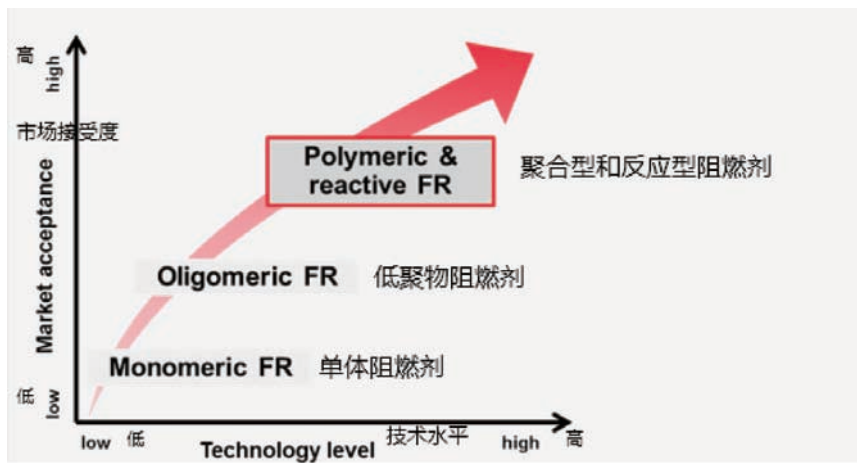 高
high
市场接受度
Market acceptance
Polymeric &
reactive FR
聚合型和反应型阻燃剂
Oligomeric FR
低聚物阻燃剂
Monomeric FR
单体阻燃剂
低
low
low
低
Technology level
技术水平
high
高